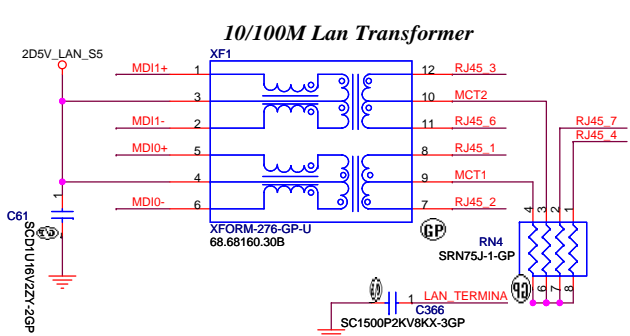 10/100M Lan Transformer
2D5V_LAN_S5
XF1
MDI1+
1
12
RJ45_3
3
10
MCT2
MDI1-
2
11
RJ45_6
RJ45_7
RJ45_4
MDI0+
5
8
RJ45_1
4
9
MCT1
MDI0-
6
7
RJ45_2
4
3
2
1
1
C61
SCD1U16V2ZY-2GP
XFORM-276-GP-U
68.68160.30B
GP
RN4
SRN75J-1-GP
6
7
8
1
LAN_TERMINA
C366
SC1500P2KV8KX-3GP